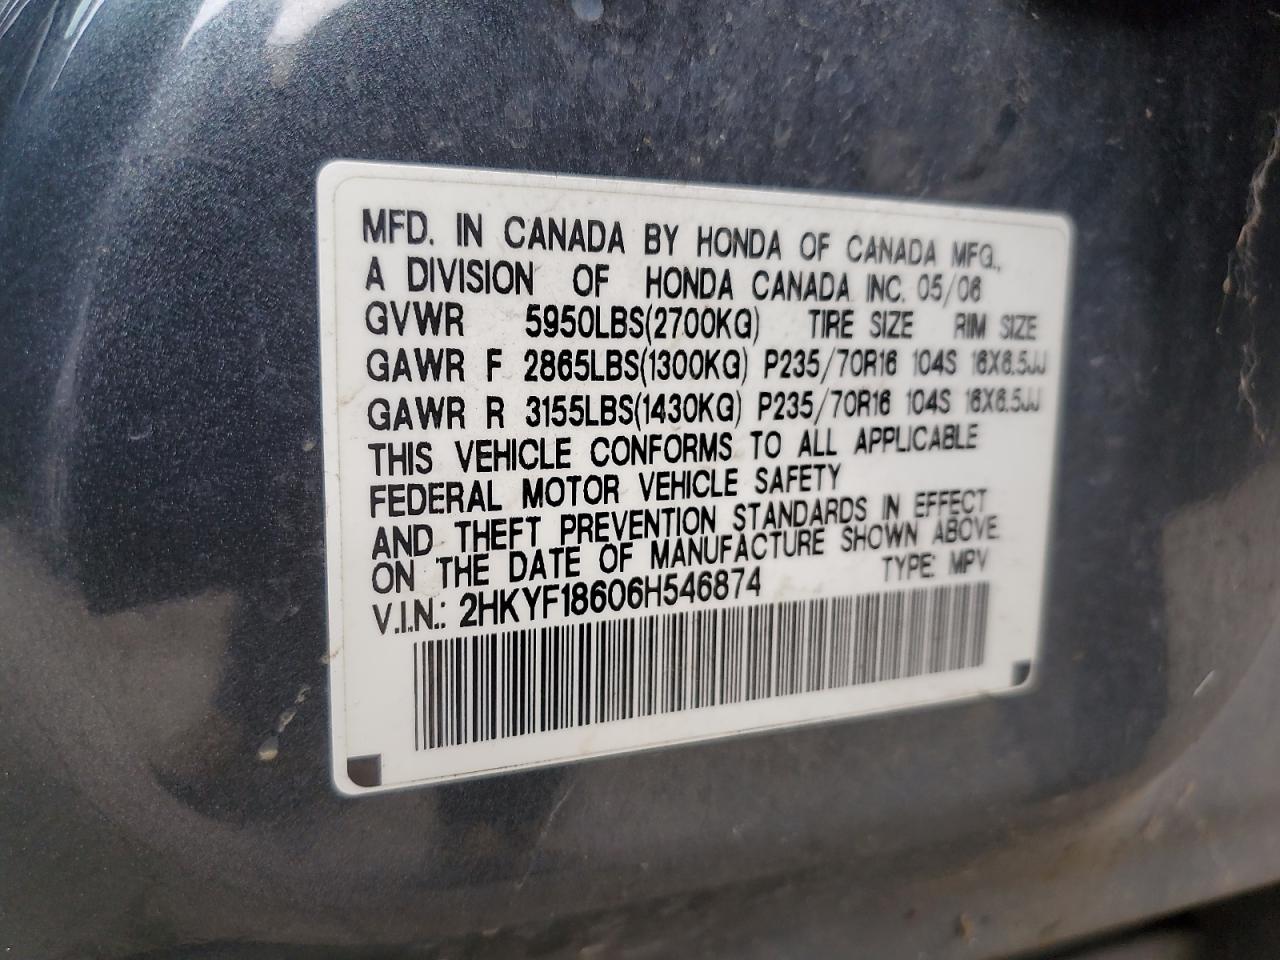 MFD. IN CANADA BY HONDA OF CANADA MFG.,
A DIVISION OF HONDA CANADA INC. 05/06
GVWR 5950LBS(2700KG) TIRE SIZE RIM SIZE
GAWR F 2865LBS(1300KG) P235/70R16 104S 16X6.5JJ
GAWR R 3155LBS(1430KG) P235/70R16 104S 16X6.5JJ
THIS VEHICLE CONFORMS TO ALL APPLICABLE
FEDERAL MOTOR VEHICLE SAFETY
AND THEFT PREVENTION STANDARDS IN EFFECT
ON THE DATE OF MANUFACTURE SHOWN ABOVE
V.I.N.: 2HKYF18606H546874 TYPE: MPV